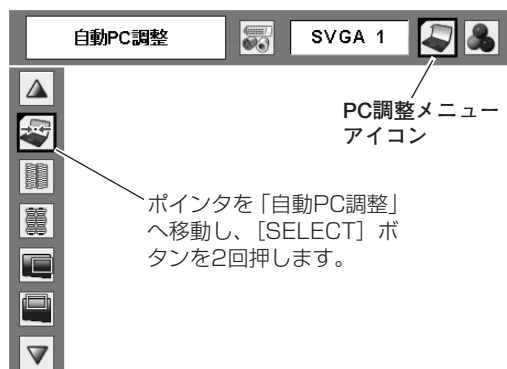 自動PC調整
SVGA 1
PC調整メニュー
アイコン
ポインタを「自動PC調整」
へ移動し、［SELECT］ボ
タンを2回押します。